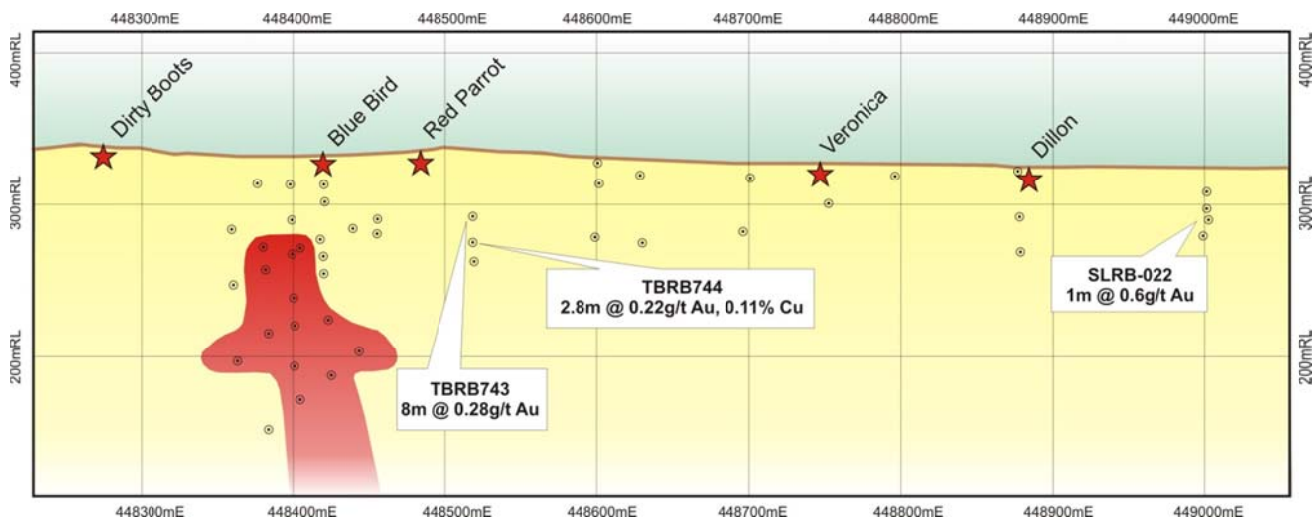 448300mE 448400mE 448500mE 448600mE 448700mE 448800mE 448900mE 449000mE
400mRL
400mRL
Dirty Boots
Blue Bird
Red Parrot
Veronica
Dillon
300mRL
300mRL
TBRB744
2.8m @ 0.22g/t Au, 0.11% Cu
SLRB-022
1m @ 0.6g/t Au
200mRL
200mRL
TBRB743
8m @ 0.28g/t Au
448300mE 448400mE 448500mE 448600mE 448700mE 448800mE 448900mE 449000mE